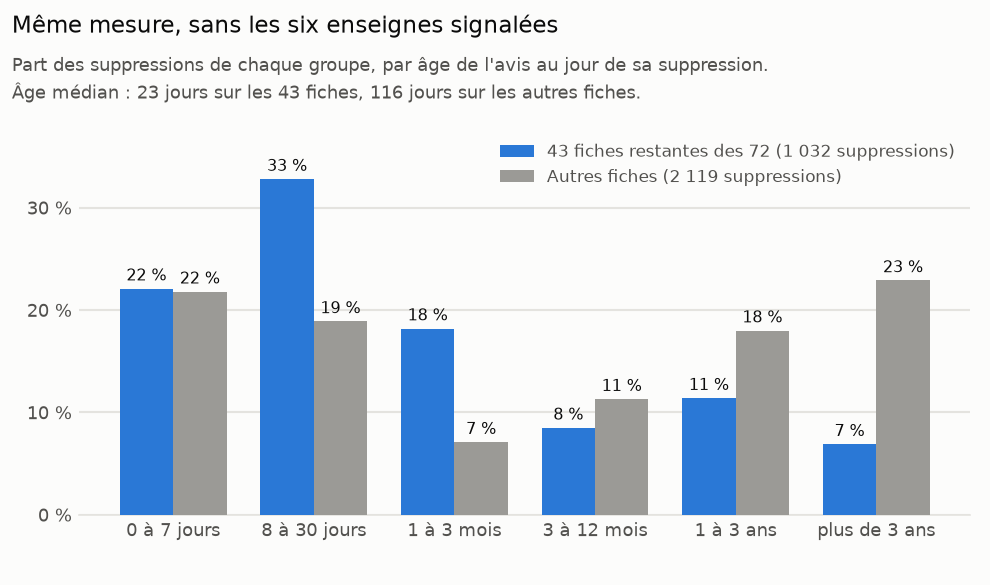 Même mesure, sans les six enseignes signalées
Part des suppressions de chaque groupe, par âge de l'avis au jour de sa suppression.
Âge médian : 23 jours sur les 43 fiches, 116 jours sur les autres fiches.
43 fiches restantes des 72 (1 032 suppressions)
Autres fiches (2 119 suppressions)
30 %
20 %
10 %
0 %
22 %
22 %
33 %
19 %
18 %
7 %
8 %
11 %
11 %
18 %
7 %
23 %
0 à 7 jours
8 à 30 jours
1 à 3 mois
3 à 12 mois
1 à 3 ans
plus de 3 ans